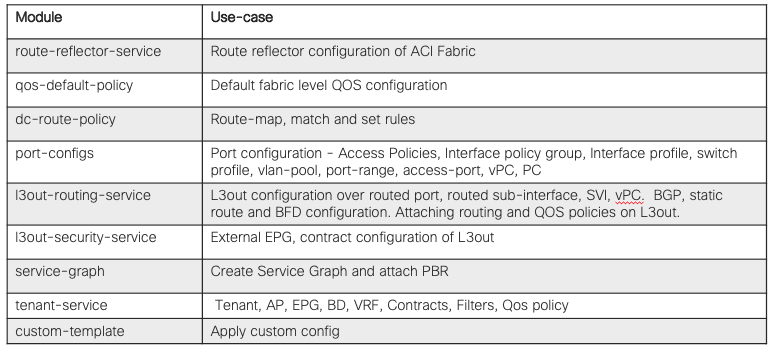 Module Use-case
route-reflector-service Route reflector configuration of ACI Fabric
qos-default-policy Default fabric level QOS configuration
dc-route-policy Route-map, match and set rules
port-configs Port configuration - Access Policies, Interface policy group, Interface profile, switch
profile, vlan-pool, port-range, access-port, vPC, PC
l3out-routing-service L3out configuration over routed port, routed sub-interface, SVI, vPC. BGP, static
route and BFD configuration. Attaching routing and QOS policies on L3out.
l3out-security-service External EPG, contract configuration of L3out
service-graph Create Service Graph and attach PBR
tenant-service Tenant, AP, EPG, BD, VRF, Contracts, Filters, Qos policy
custom-template Apply custom config